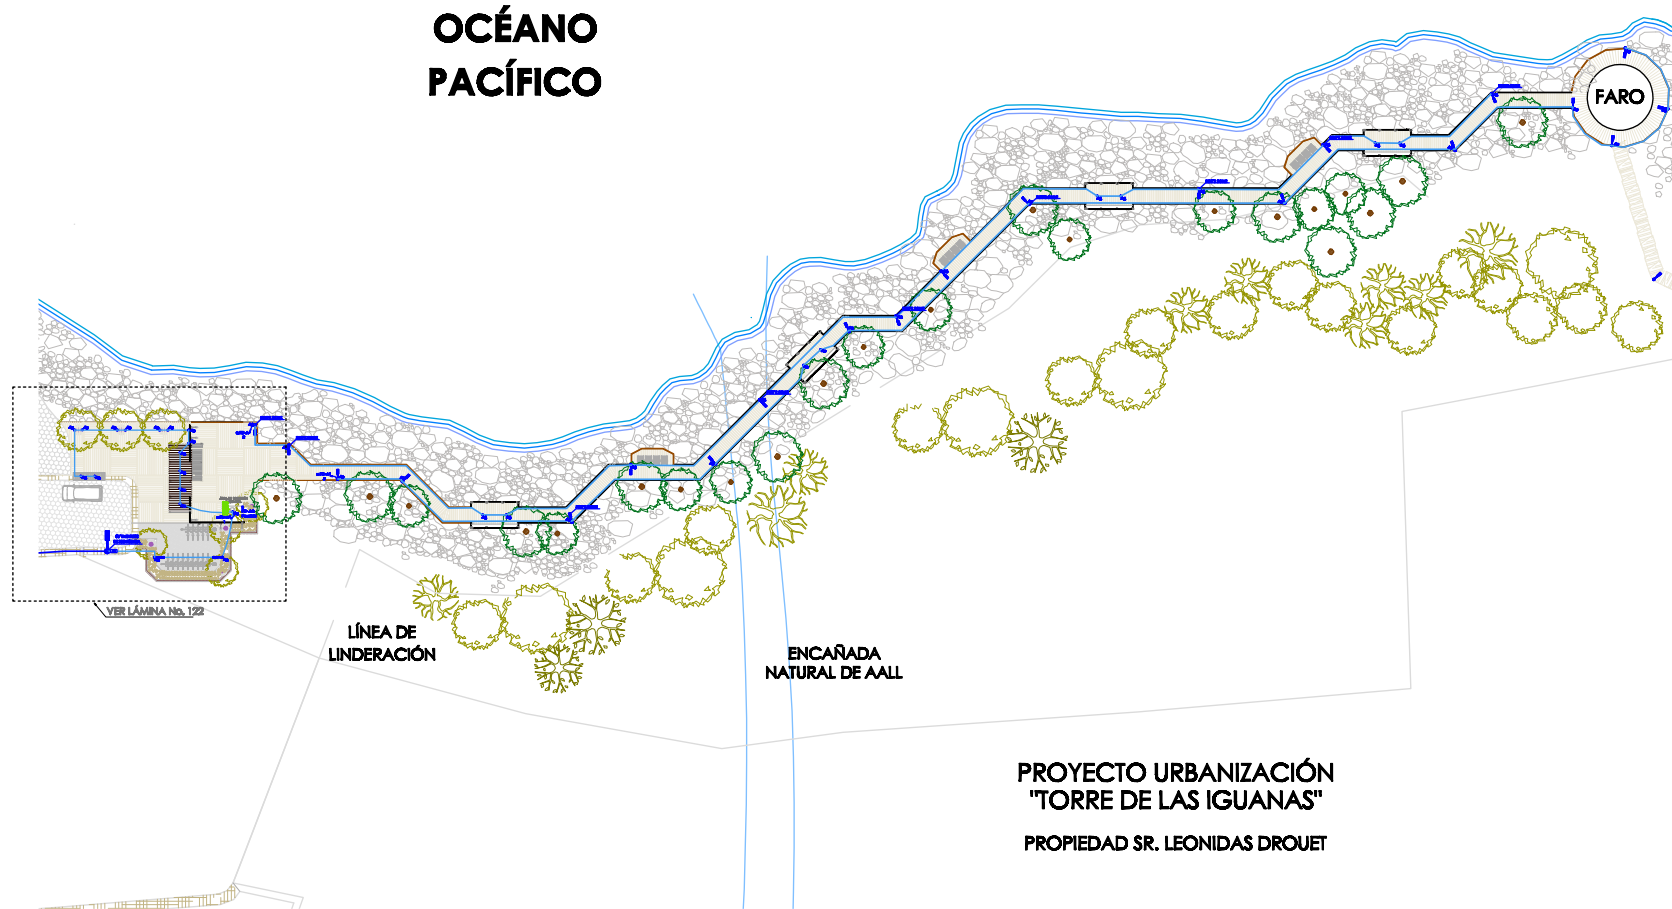 OCÉANO
PACÍFICO
FARO
VER LÁMINA No. 122
LÍNEA DE
LINDERACIÓN
ENCAÑADA
NATURAL DE AALL
PROYECTO URBANIZACIÓN
"TORRE DE LAS IGUANAS"
PROPIEDAD SR. LEONIDAS DROUET